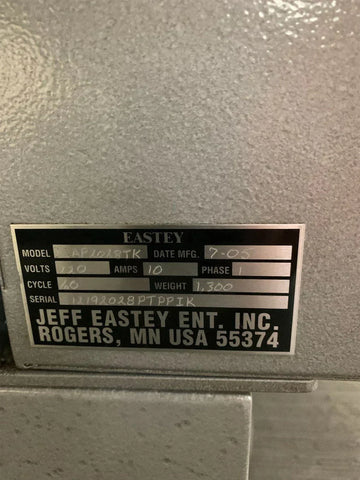 EASTEY
MODEL DATE MFG. 7-05
VOLTS 120 AMPS 10 PHASE 1
CYCLE 60 WEIGHT 1,300
SERIAL
JEFF EASTEY ENT. INC.
ROGERS, MN USA 55374